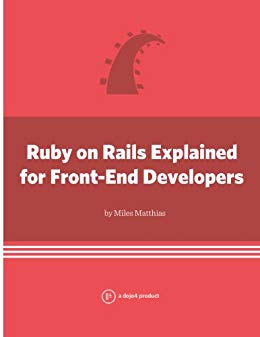 Ruby on Rails Explained
for Front-End Developers
by Miles Matthias
a dojo4 product